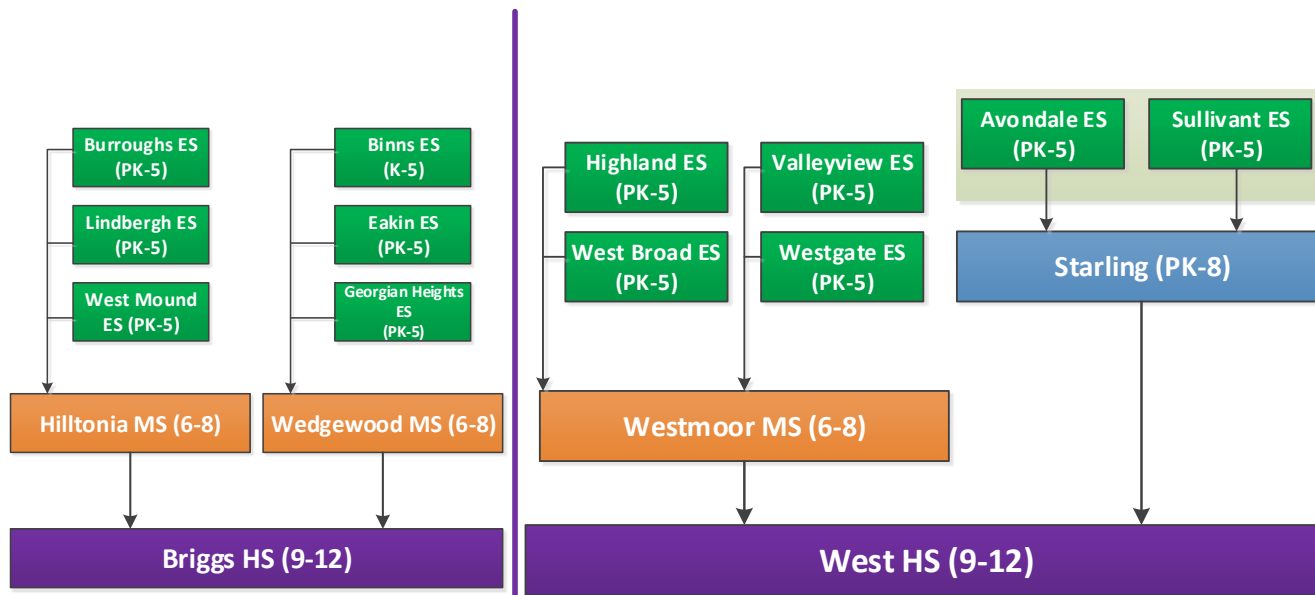 Burroughs ES
(PK-5)
Lindbergh ES
(PK-5)
West Mound
ES (PK-5)
Hilltonia MS (6-8)
Binns ES
(K-5)
Eakin ES
(PK-5)
Georgian Heights
ES
(PK-5)
Wedgewood MS (6-8)
Briggs HS (9-12)
Highland ES
(PK-5)
West Broad ES
(PK-5)
Valleyview ES
(PK-5)
Westgate ES
(PK-5)
Westmoor MS (6-8)
Avondale ES
(PK-5)
Sullivant ES
(PK-5)
Starling (PK-8)
West HS (9-12)